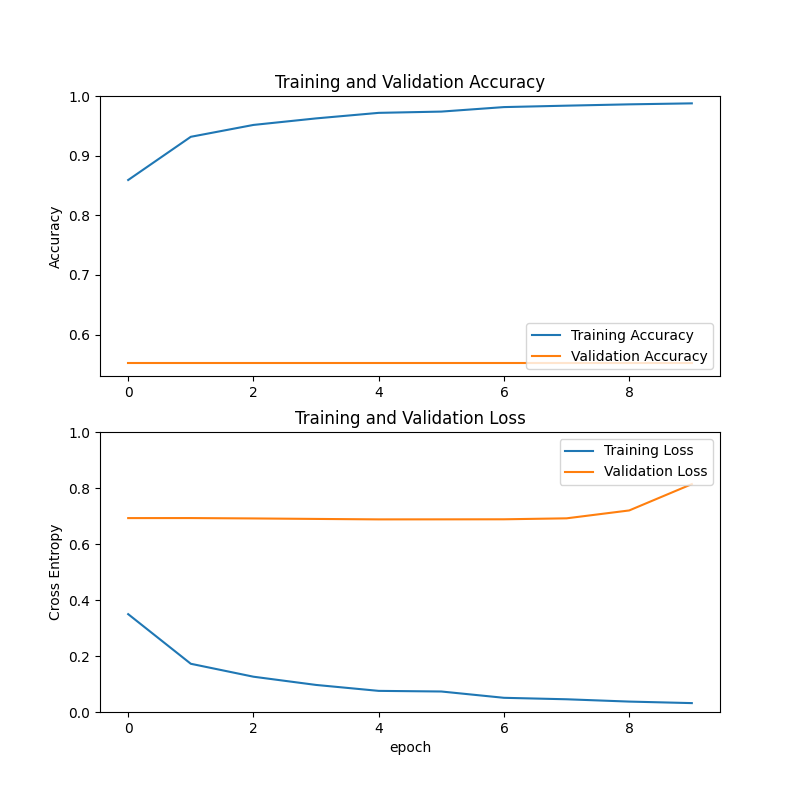 Training and Validation Accuracy
1.0
0.9
0.8
0.7
0.6
Accuracy
Training Accuracy
Validation Accuracy
0 2 4 6 8
Training and Validation Loss
1.0
0.8
0.6
0.4
0.2
0.0
Cross Entropy
Training Loss
Validation Loss
0 2 4 6 8
epoch